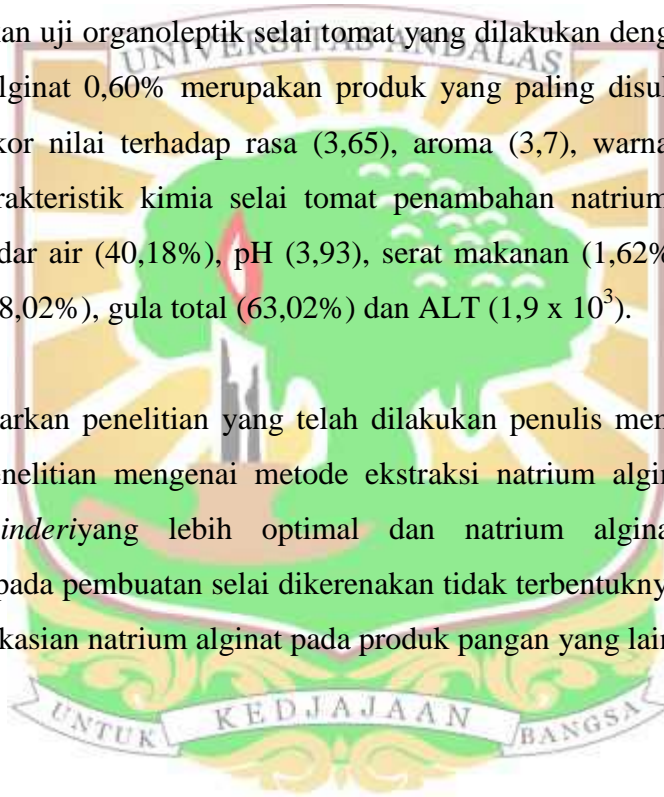 kan uji organoleptik selai tomat yang dilakukan deng
UNIVERSITAS ANDALAS
lginat 0,60% merupakan produk yang paling disu
kor nilai terhadap rasa (3,65), aroma (3,7), warna
rakteristik kimia selai tomat penambahan natrium
dar air (40,18%), pH (3,93), serat makanan (1,62%
8,02%), gula total (63,02%) dan ALT (1,9 x 10³).
arkan penelitian yang telah dilakukan penulis men
enelitian mengenai metode ekstraksi natrium algin
inderiyang lebih optimal dan natrium algina
pada pembuatan selai dikerenakan tidak terbentukny
kasian natrium alginat pada produk pangan yang lain
UNTUK KEDJAJAAN BANGSA